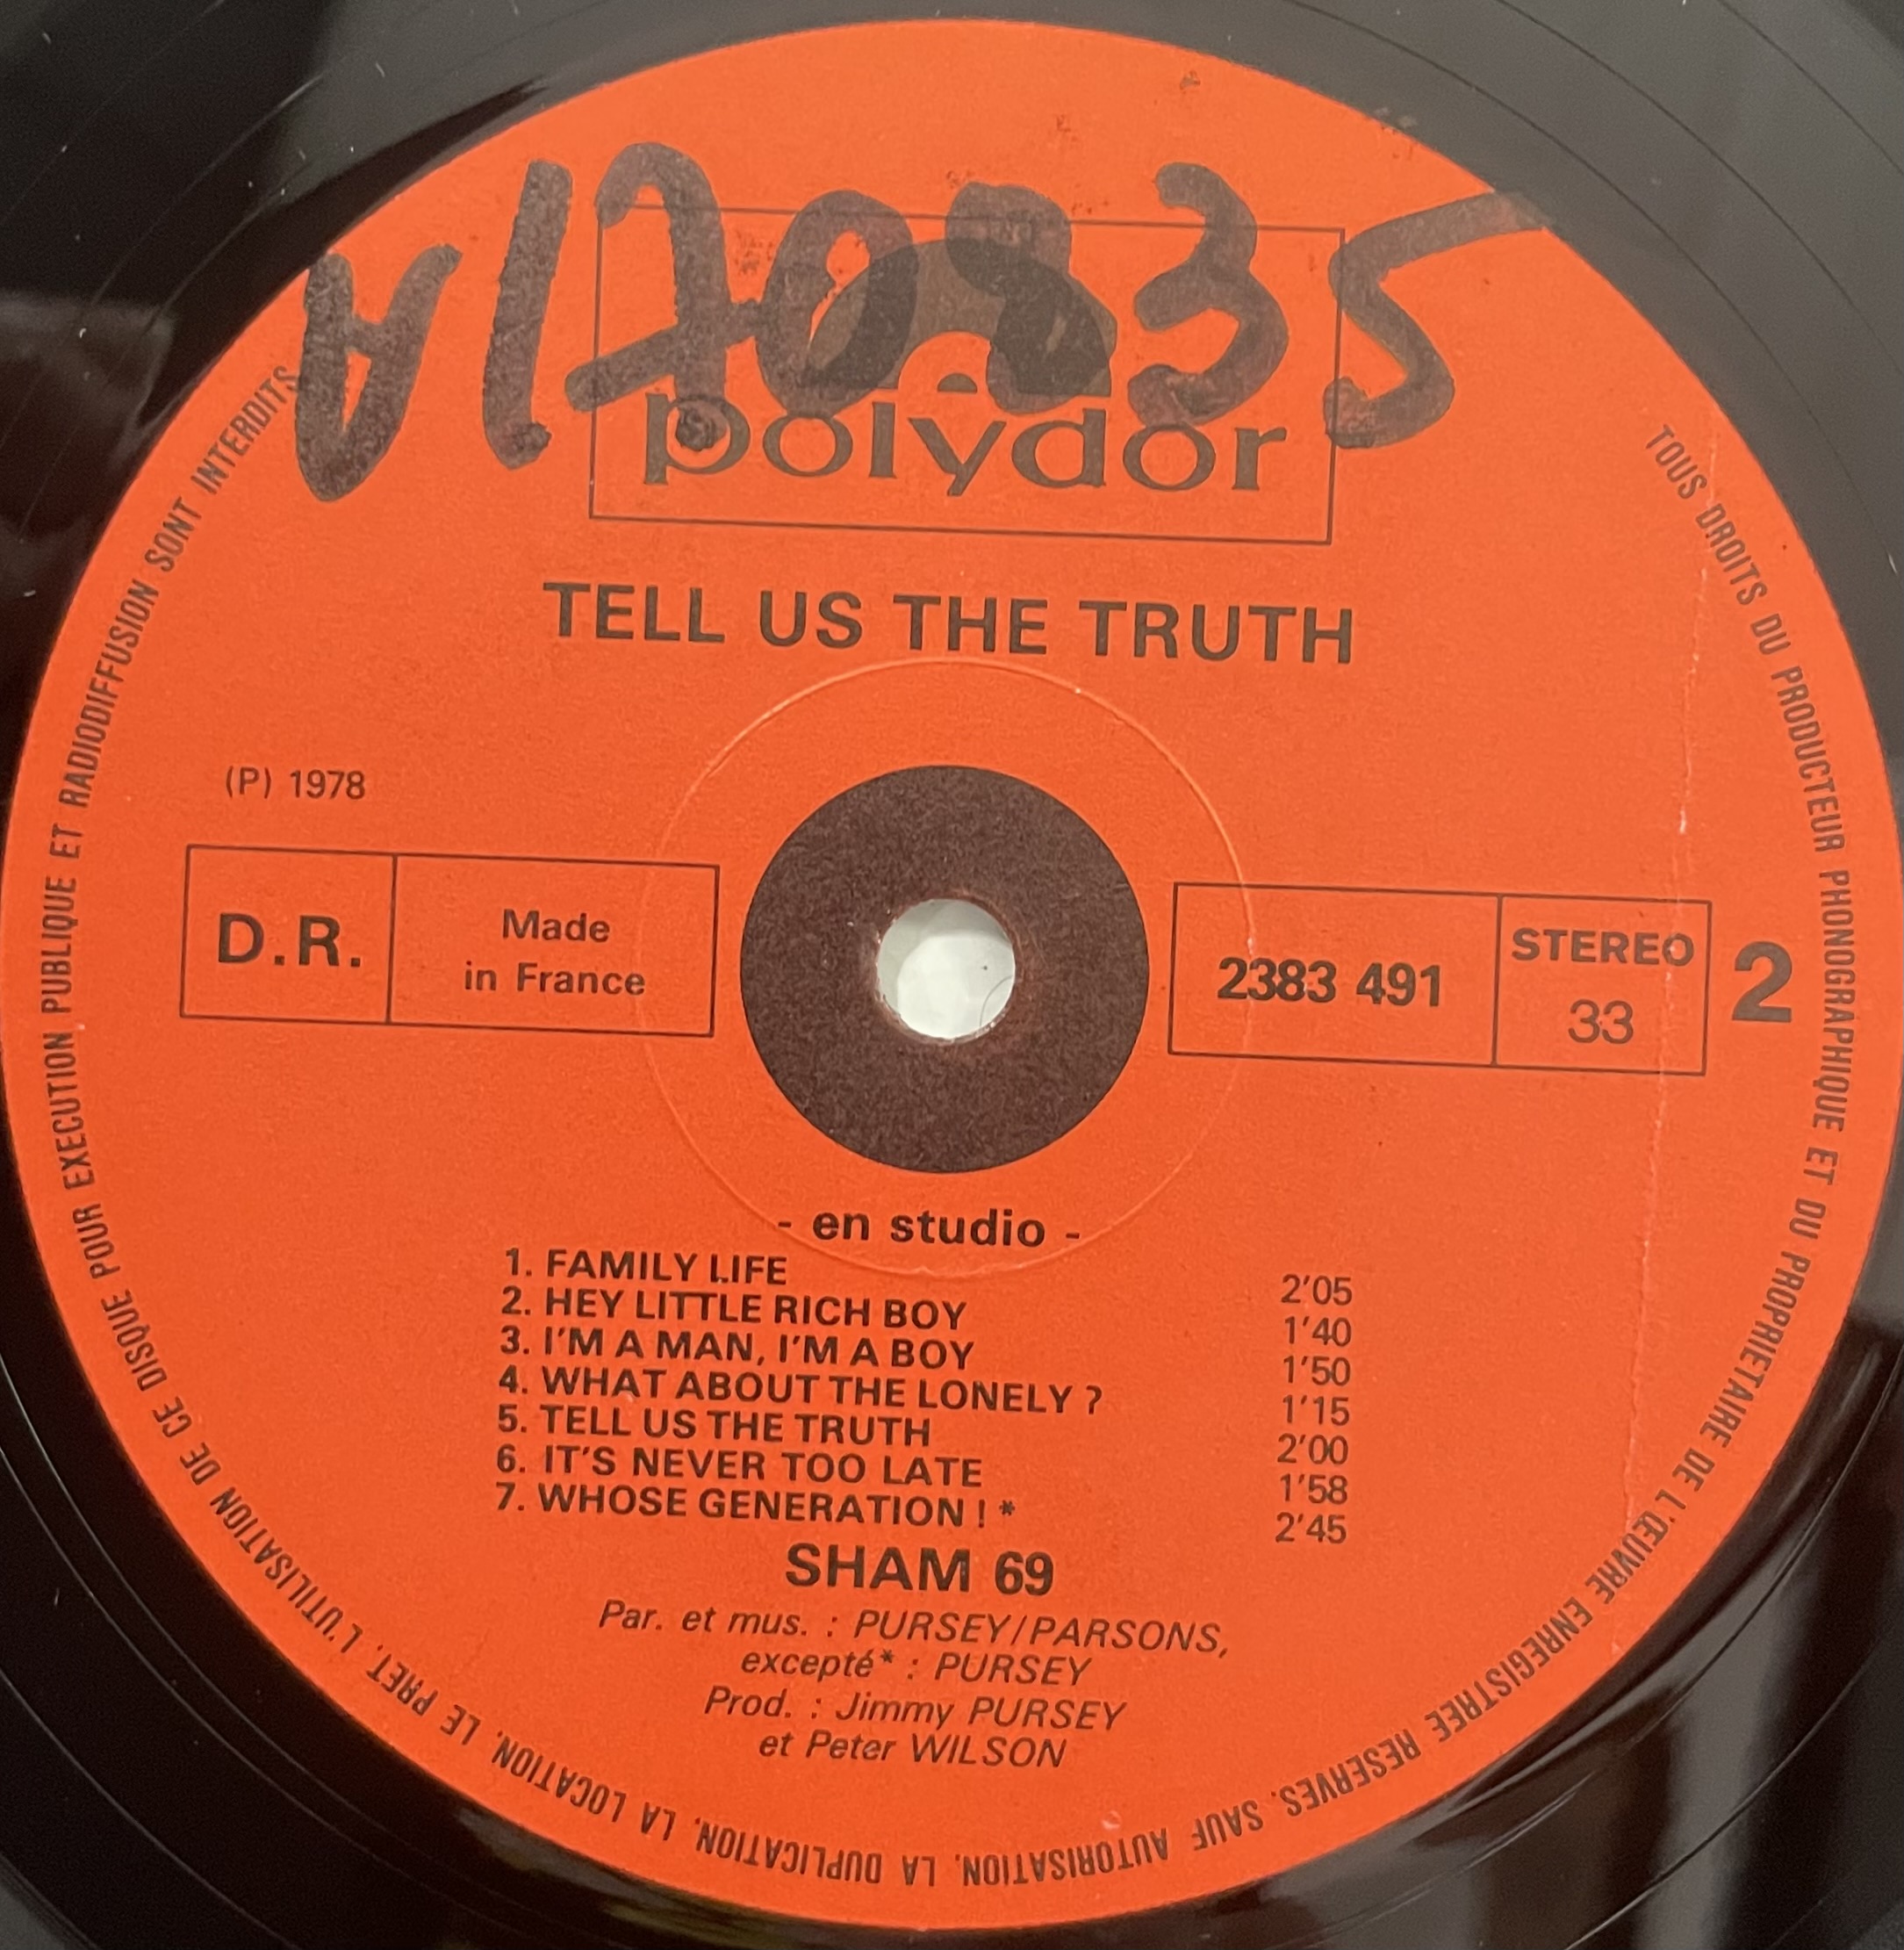 A170835
polydor
TELL US THE TRUTH
(P) 1978
D.R.
Made
in France
2383 491
STEREO
33
2
- en studio -
1. FAMILY LIFE 2'05
2. HEY LITTLE RICH BOY 1'40
3. I'M A MAN, I'M A BOY 1'50
4. WHAT ABOUT THE LONELY ? 1'15
5. TELL US THE TRUTH 2'00
6. IT'S NEVER TOO LATE 1'58
7. WHOSE GENERATION ! * 2'45
SHAM 69
Par. et mus. : PURSEY/PARSONS,
excepté* : PURSEY
Prod. : Jimmy PURSEY
et Peter WILSON
TOUS DROITS DU PRODUCTEUR PHONOGRAPHIQUE ET DU PROPRIETAIRE DE L'ŒUVRE ENREGISTREE RESERVES. SAUF AUTORISATION, LA DUPLICATION, LA LOCATION, LE PRET, L'UTILISATION DE CE DISQUE POUR EXECUTION PUBLIQUE ET RADIODIFFUSION SONT INTERDITS